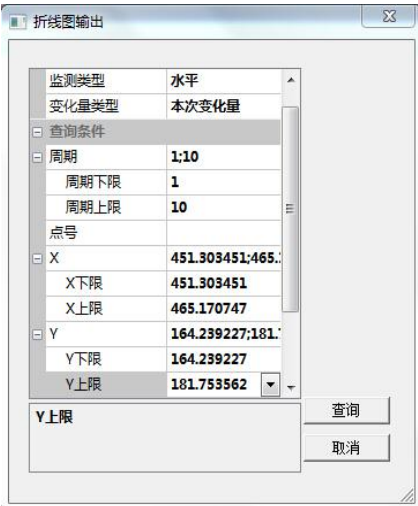 折线图输出
监测类型 水平
变化量类型 本次变化量
查询条件
周期 1;10
周期下限 1
周期上限 10
点号
X 451.303451;465.
X下限 451.303451
X上限 465.170747
Y 164.239227;181.
Y下限 164.239227
Y上限 181.753562
Y上限
查询
取消